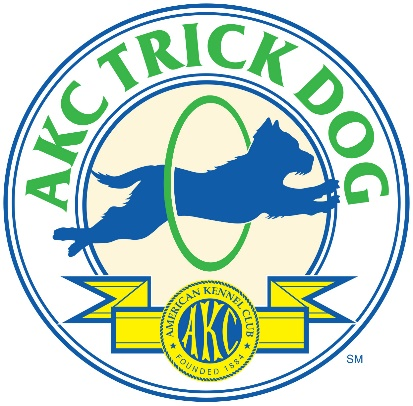 AKC TRICK DOG
AMERICAN KENNEL CLUB
AKC
FOUNDED 1884
SM